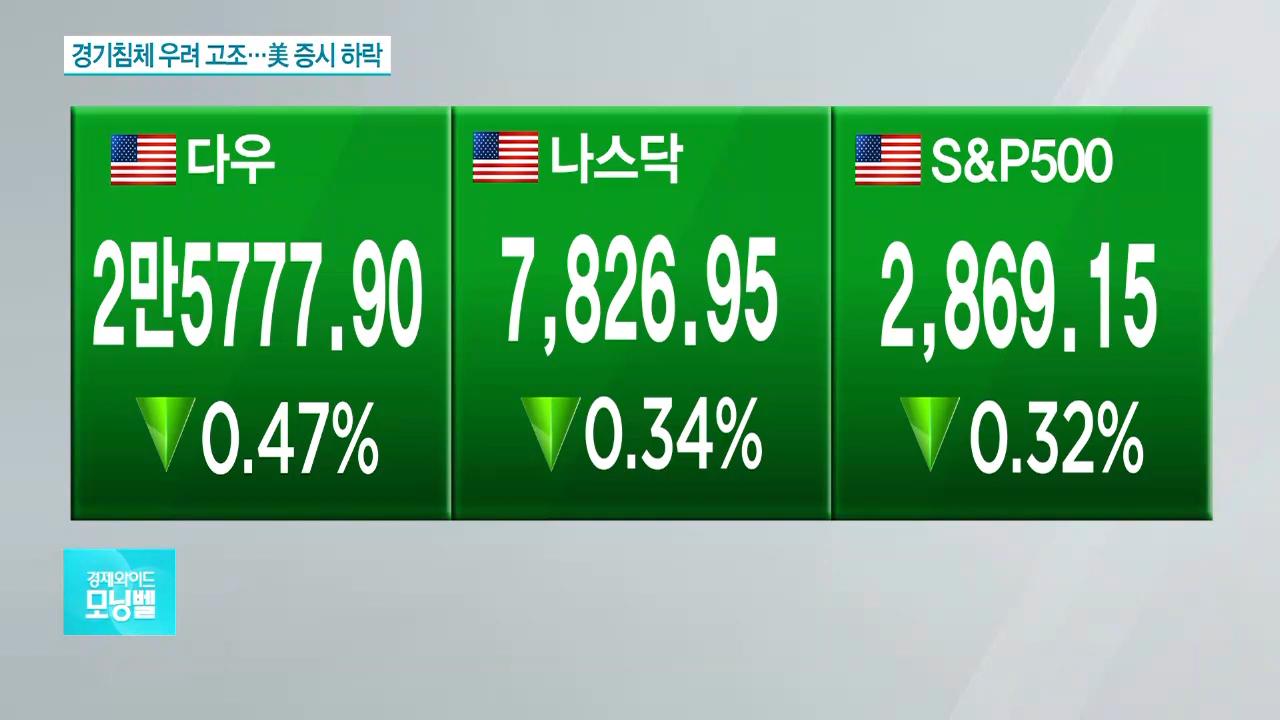 경기침체 우려 고조…美 증시 하락
다우
2만5777.90
0.47%
나스닥
7,826.95
0.34%
S&P500
2,869.15
0.32%
경제와이드
모닝벨